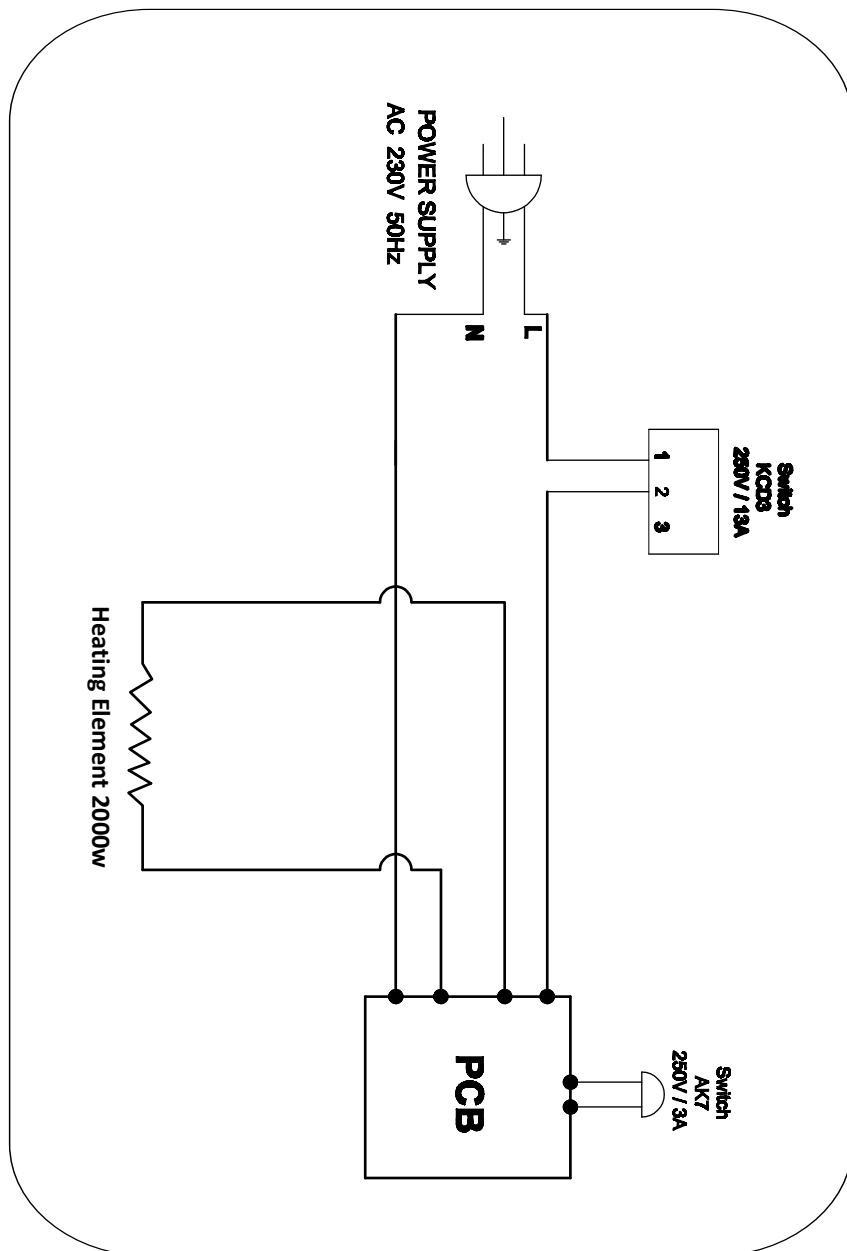 Switch
KCD3
250V / 13A
1 2 3
Switch
AK7
250V / 3A
L
N
POWER SUPPLY
AC 230V 50Hz
PCB
Heating Element 2000w